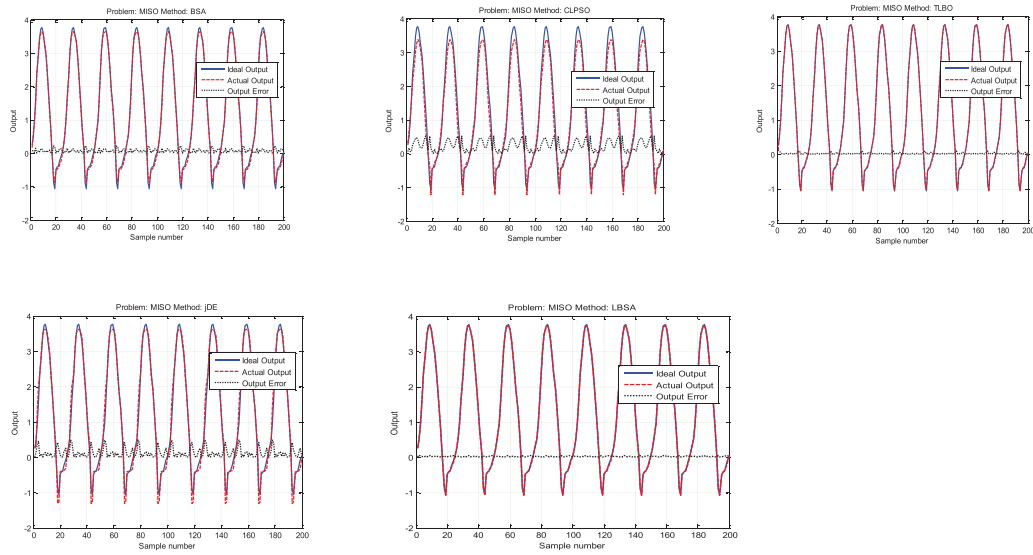 Problem: MISO Method: BSA
4
3
2
1
0
-1
-2
Output
Ideal Output
Actual Output
Output Error
0 20 40 60 80 100 120 140 160 180 200
Sample number
Problem: MISO Method: CLPSO
4
3
2
1
0
-1
-2
Output
Ideal Output
Actual Output
Output Error
0 20 40 60 80 100 120 140 160 180 200
Sample number
Problem: MISO Method: TLBO
4
3
2
1
0
-1
-2
Output
Ideal Output
Actual Output
Output Error
0 20 40 60 80 100 120 140 160 180 200
Sample number
Problem: MISO Method: jDE
4
3
2
1
0
-1
-2
Output
Ideal Output
Actual Output
Output Error
0 20 40 60 80 100 120 140 160 180 200
Sample number
Problem: MISO Method: LBSA
4
3
2
1
0
-1
-2
Output
Ideal Output
Actual Output
Output Error
0 20 40 60 80 100 120 140 160 180 200
Sample number